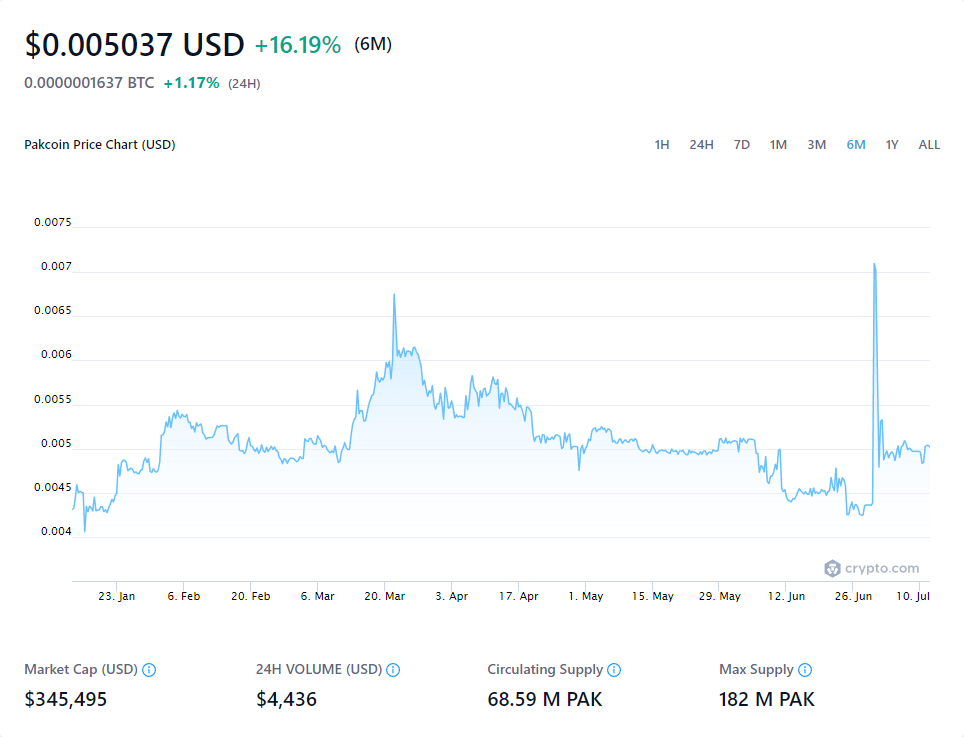 $0.005037 USD +16.19% (6M)
0.0000001637 BTC +1.17% (24H)
Pakcoin Price Chart (USD) 1H 24H 7D 1M 3M 6M 1Y ALL
0.0075
0.007
0.0065
0.006
0.0055
0.005
0.0045
0.004
crypto.com
23. Jan 6. Feb 20. Feb 6. Mar 20. Mar 3. Apr 17. Apr 1. May 15. May 29. May 12. Jun 26. Jun 10. Jul
Market Cap (USD) 24H VOLUME (USD) Circulating Supply Max Supply
$345,495 $4,436 68.59 M PAK 182 M PAK